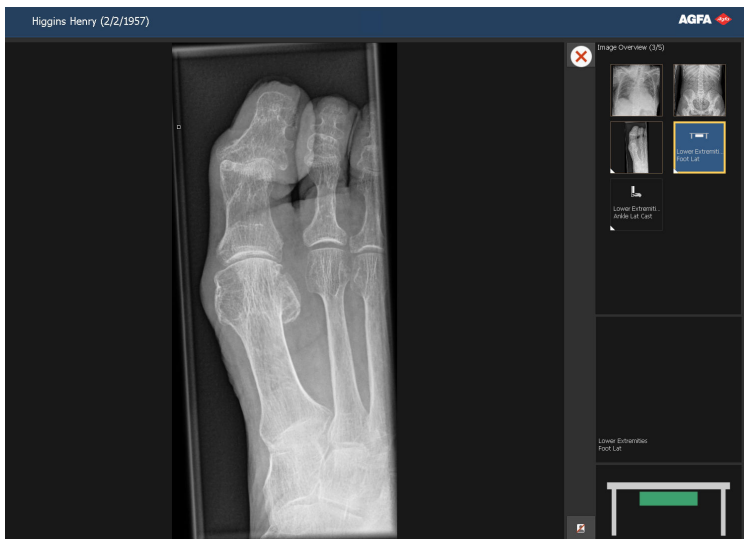 Higgins Henry (2/2/1957)
AGFA
Image Overview (3/5)
Lower Extremiti...
Foot Lat
Lower Extremiti...
Ankle Lat Cast
Lower Extremities
Foot Lat